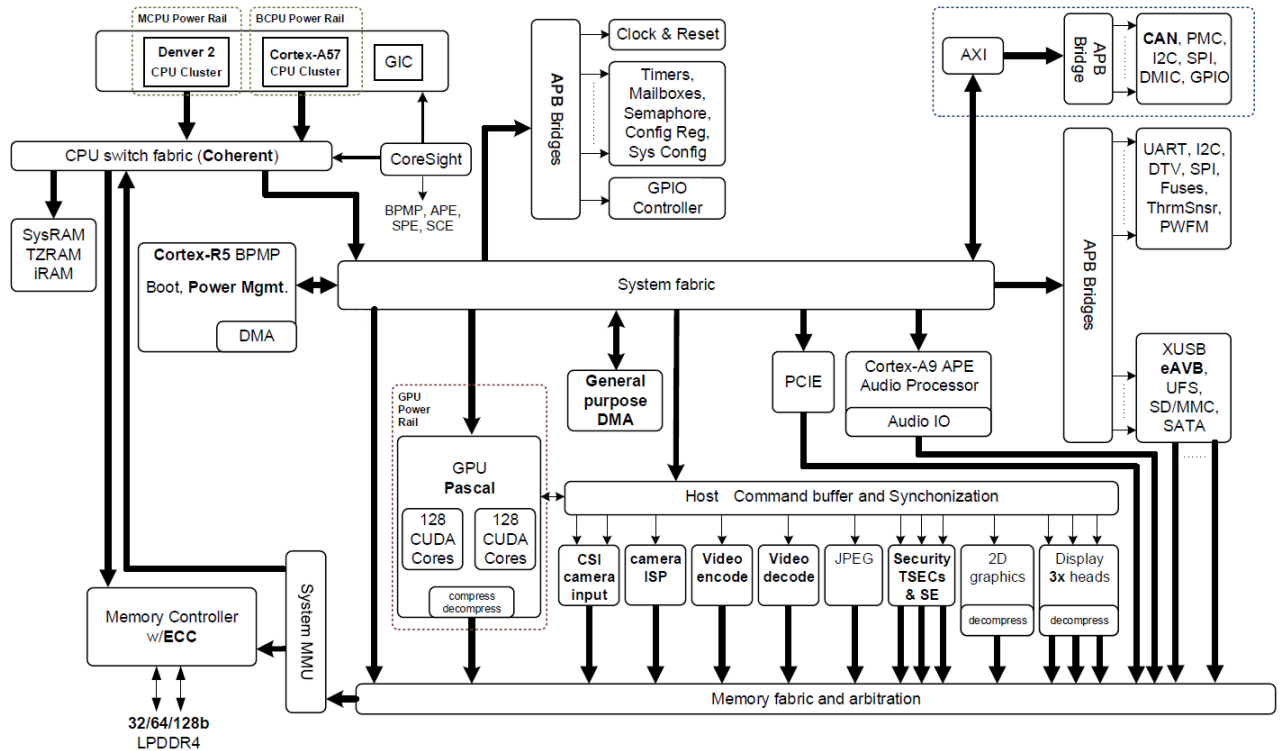 MCPU Power Rail
BCPU Power Rail
Denver 2
CPU Cluster
Cortex-A57
CPU Cluster
GIC
CPU switch fabric (Coherent)
CoreSight
BPMP, APE,
SPE, SCE
SysRAM
TZRAM
iRAM
Cortex-R5 BPMP
Boot, Power Mgmt.
DMA
APB Bridges
Clock & Reset
Timers,
Mailboxes,
Semaphore,
Config Reg,
Sys Config
GPIO
Controller
AXI
APB
Bridge
CAN, PMC,
I2C, SPI,
DMIC, GPIO
APB Bridges
UART, I2C,
DTV, SPI,
Fuses,
ThrmSnsr,
PWFM
XUSB
eAVB,
UFS,
SD/MMC,
SATA
System fabric
General
purpose
DMA
PCIE
Cortex-A9 APE
Audio Processor
Audio IO
GPU
Power
Rail
GPU
Pascal
128
CUDA
Cores
128
CUDA
Cores
compress
decompress
Host Command buffer and Synchonization
CSI
camera
input
camera
ISP
Video
encode
Video
decode
JPEG
Security
TSECs
& SE
2D
graphics
decompress
Display
3x heads
decompress
System MMU
Memory Controller
w/ECC
32/64/128b
LPDDR4
Memory fabric and arbitration